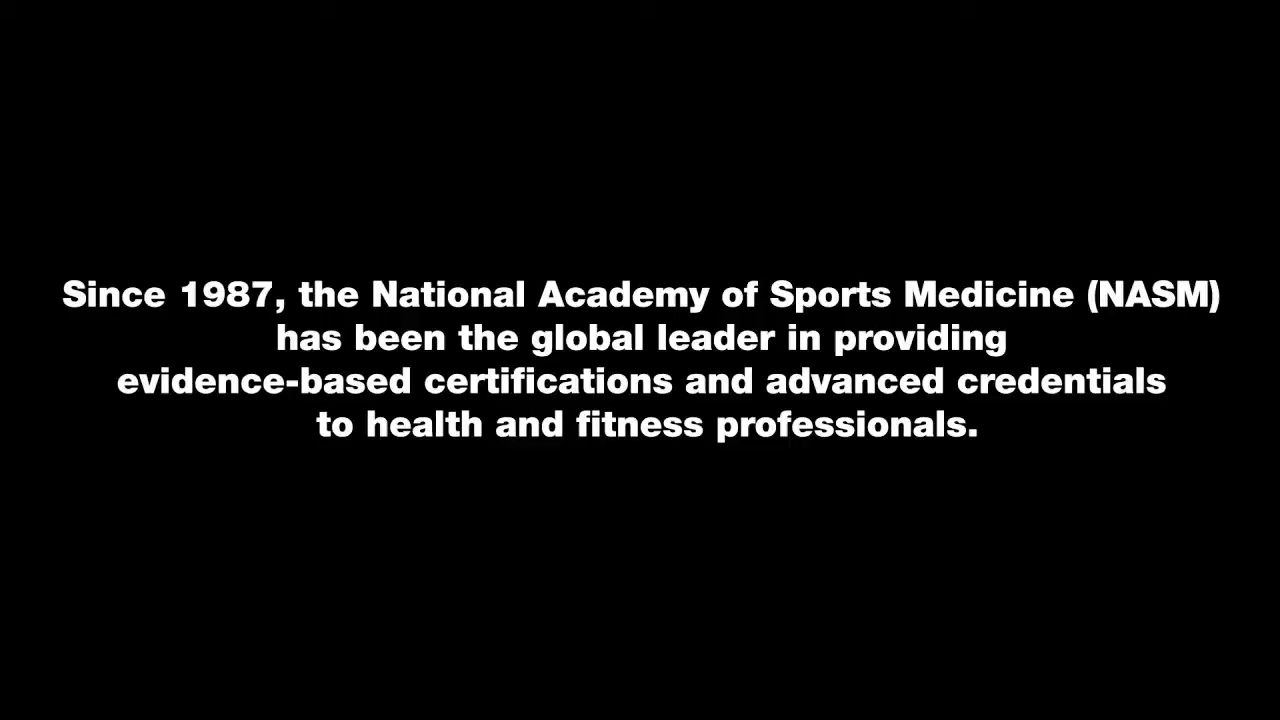 Since 1987, the National Academy of Sports Medicine (NASM)
has been the global leader in providing
evidence-based certifications and advanced credentials
to health and fitness professionals.